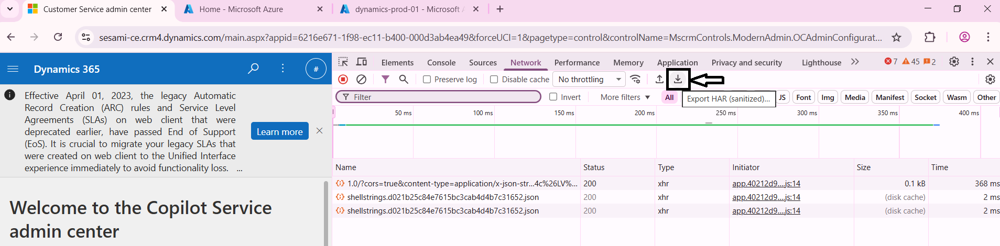 Customer Service admin center
Home - Microsoft Azure
dynamics-prod-01 - Microsoft A
sesami-ce.crm4.dynamics.com/main.aspx?appid=6216e671-1f98-ec11-b400-000d3ab4ea49&forceUCI=1&pagetype=control&controlName=MscrmControls.ModernAdmin.OCAdminConfigurat...
Dynamics 365
#
Effective April 01, 2023, the legacy Automatic
Record Creation (ARC) rules and Service Level
Agreements (SLAs) on web client that were
deprecated earlier, have passed End of Support
(EoS). It is crucial to migrate your legacy SLAs that
were created on web client to the Unified Interface
experience immediately to avoid functionality loss. ...
Learn more
Welcome to the Copilot Service
admin center
Elements Console Sources Network Performance Memory Application Privacy and security Lighthouse 7 45 2
Preserve log Disable cache No throttling
Filter Invert More filters All JS Font Img Media Manifest Socket Wasm Other
Export HAR (sanitized)...
50 ms 100 ms 150 ms 200 ms 250 ms 300 ms 350 ms 400 ms
Name Status Type Initiator Size Time
1.0/?cors=true&content-type=application/x-json-str...4c%26LV%... 200 xhr app.40212d9....js:14 0.1 kB 368 ms
shellstrings.d021b25c84e7615bc3cab4d4b7c31652.json 200 xhr app.40212d9....js:14 (disk cache) 2 ms
shellstrings.d021b25c84e7615bc3cab4d4b7c31652.json 200 xhr app.40212d9....js:14 (disk cache) 2 ms